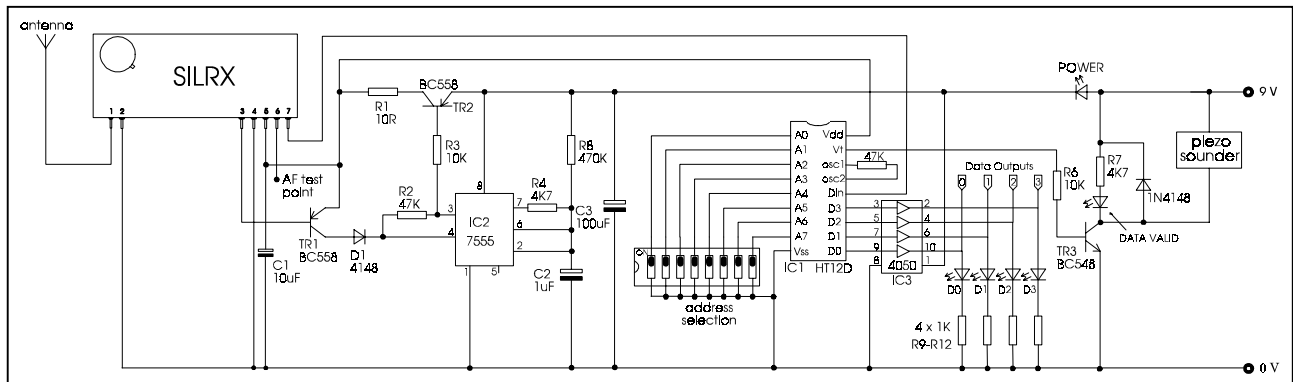 antenna
SILRX
1 2 3 4 5 6 7
AF test
point
TR1
BC558
C1
10uF
D1
4148
R1
10R
BC558
TR2
R3
10K
R2
47K
3
4
8
IC2
7555
7
6
2
1
5
R4
4K7
R8
470K
C3
100uF
C2
1uF
address
selection
A0
A1
A2
A3
A4
A5
A6
A7
Vss
Vdd
Vt
osc1
osc2
Din
D3
D2
D1
D0
IC1
HT12D
47K
3 2
5 4
7 6
9 10
8 1
4050
IC3
Data Outputs
0 1 2 3
D0 D1 D2 D3
4 x 1K
R9-R12
POWER
R6
10K
R7
4K7
1N4148
DATA VALID
TR3
BC548
piezo
sounder
9 V
0 V